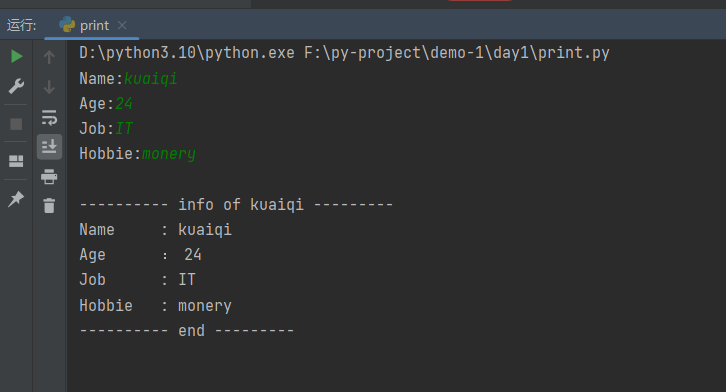 运行: print
D:\python3.10\python.exe F:\py-project\demo-1\day1\print.py
Name:kuaiqi
Age:24
Job:IT
Hobbie:monery
---------- info of kuaiqi ---------
Name     : kuaiqi
Age      :  24
Job      : IT
Hobbie   : monery
---------- end ---------